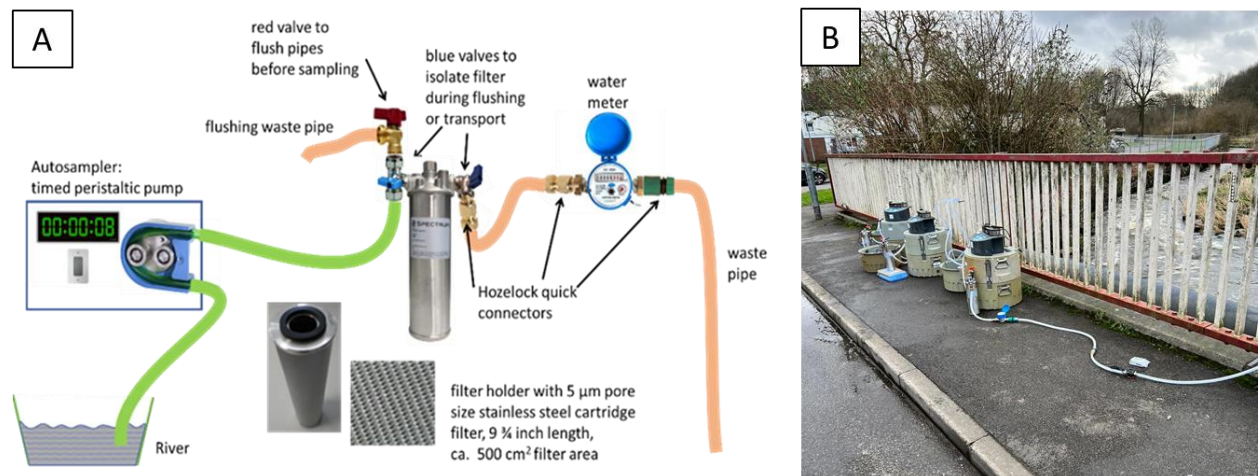 A
red valve to
flush pipes
before sampling
blue valves to
isolate filter
during flushing
or transport
water
meter
flushing waste pipe
Autosampler:
timed peristaltic pump
00:00:08
SPECTRUM
waste
pipe
Hozelock quick
connectors
filter holder with 5 µm pore
size stainless steel cartridge
filter, 9 ¾ inch length,
ca. 500 cm² filter area
River
B